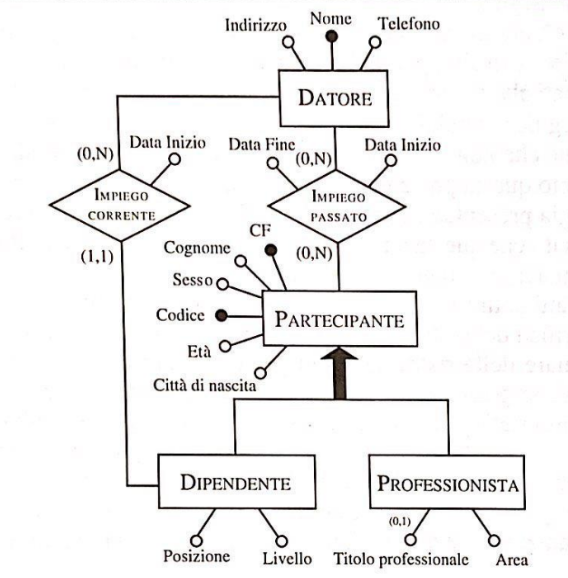 Indirizzo
Nome
Telefono
DATORE
(0,N)
Data Inizio
Data Fine
(0,N)
Data Inizio
IMPIEGO
CORRENTE
IMPIEGO
PASSATO
(1,1)
CF
(0,N)
Cognome
Sesso
Codice
PARTECIPANTE
Età
Città di nascita
DIPENDENTE
PROFESSIONISTA
(0,1)
Posizione
Livello
Titolo professionale
Area